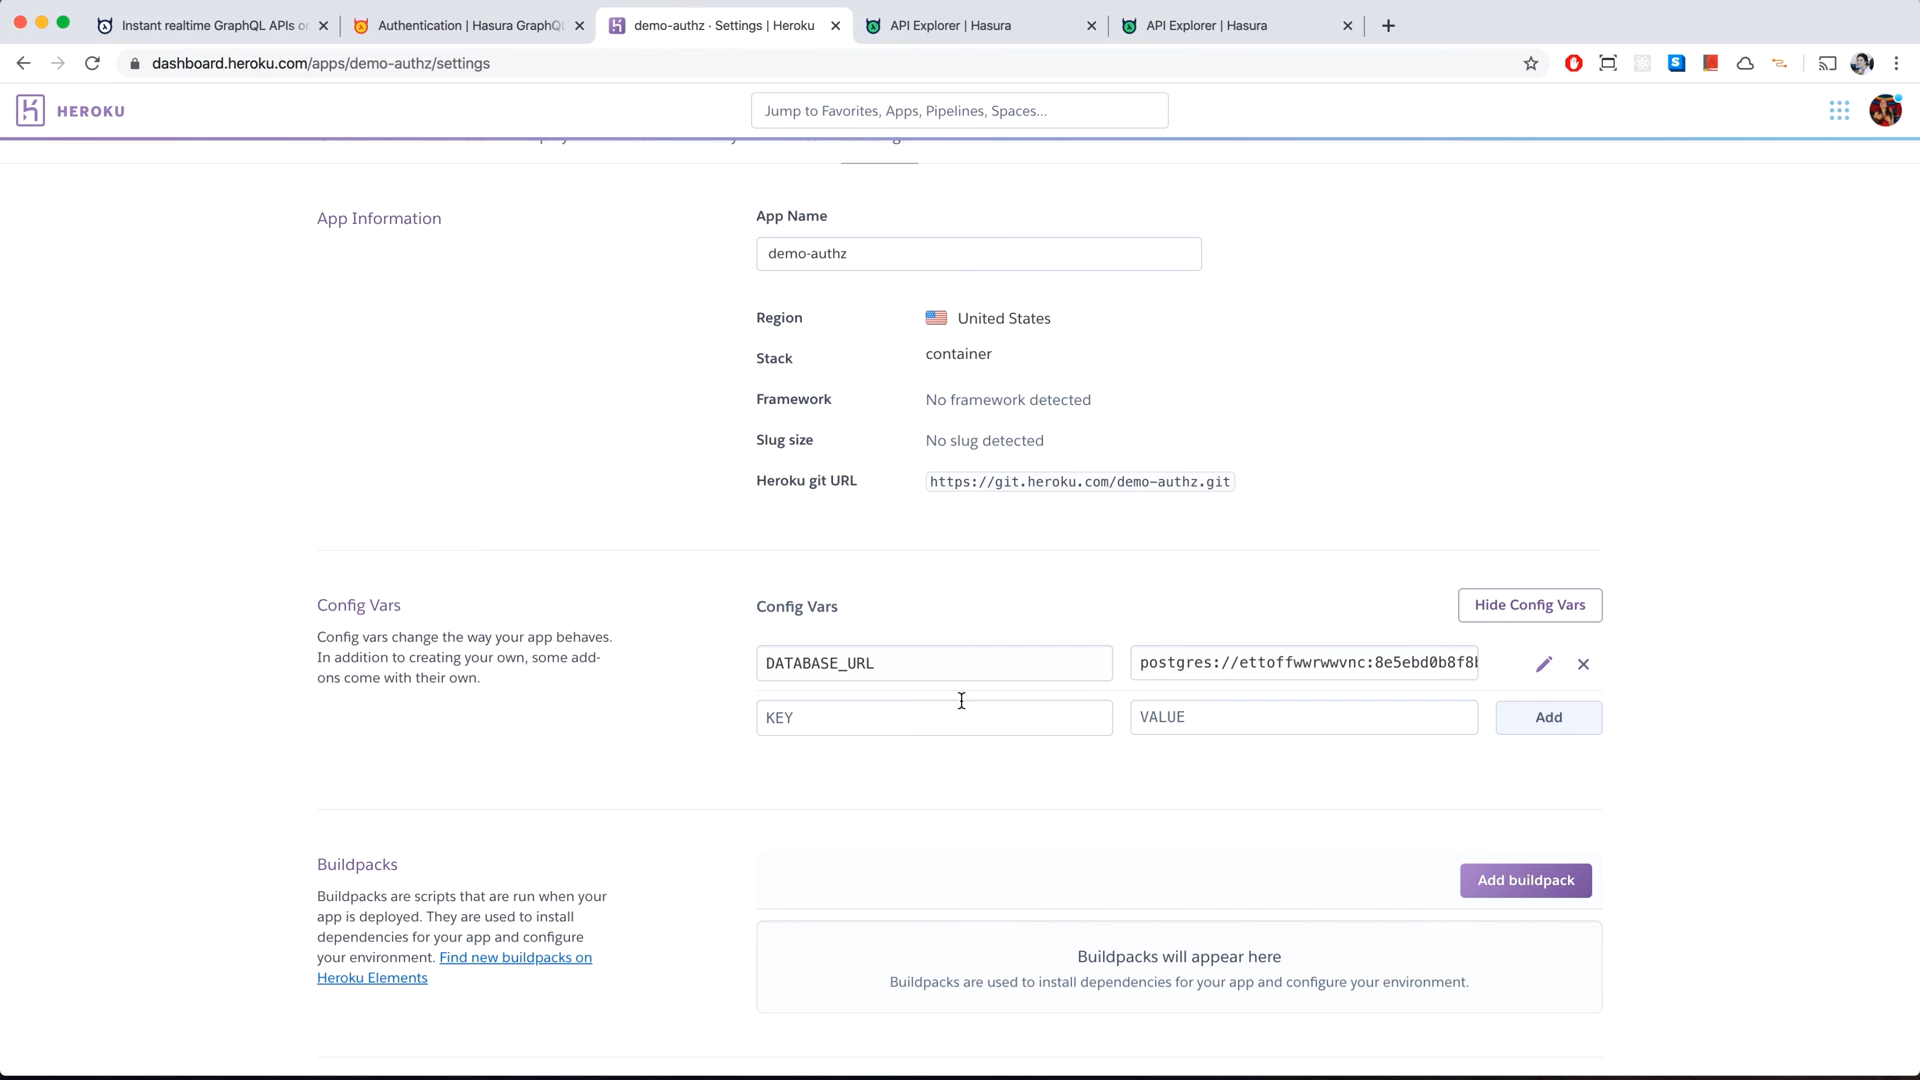 Instant realtime GraphQL APIs or
Authentication | Hasura GraphQL
demo-authz · Settings | Heroku
API Explorer | Hasura
API Explorer | Hasura
dashboard.heroku.com/apps/demo-authz/settings
HEROKU
Jump to Favorites, Apps, Pipelines, Spaces...
App Information
App Name
demo-authz
Region
United States
Stack
container
Framework
No framework detected
Slug size
No slug detected
Heroku git URL
https://git.heroku.com/demo-authz.git
Config Vars
Config vars change the way your app behaves.
In addition to creating your own, some add-
ons come with their own.
Config Vars
Hide Config Vars
DATABASE_URL
postgres://ettoffwwrwwvnc:8e5ebd0b8f8
KEY
VALUE
Add
Buildpacks
Buildpacks are scripts that are run when your
app is deployed. They are used to install
dependencies for your app and configure
your environment. Find new buildpacks on
Heroku Elements
Add buildpack
Buildpacks will appear here
Buildpacks are used to install dependencies for your app and configure your environment.